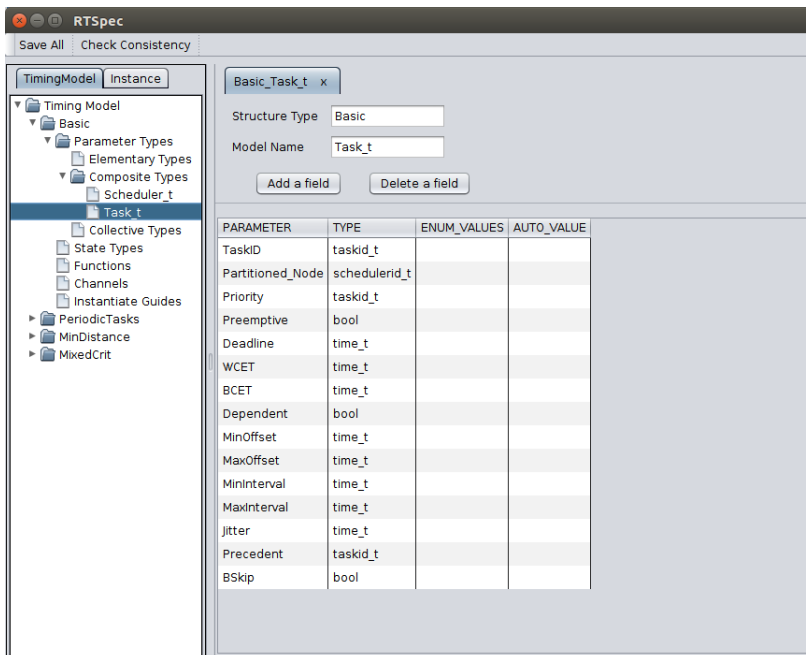 RTSpec
Save All Check Consistency
TimingModel Instance
Timing Model
Basic
Parameter Types
Elementary Types
Composite Types
Scheduler_t
Task_t
Collective Types
State Types
Functions
Channels
Instantiate Guides
PeriodicTasks
MinDistance
MixedCrit
Basic_Task_t x
Structure Type Basic
Model Name Task_t
Add a field Delete a field
PARAMETER TYPE ENUM_VALUES AUTO_VALUE
TaskID taskid_t
Partitioned_Node schedulerid_t
Priority taskid_t
Preemptive bool
Deadline time_t
WCET time_t
BCET time_t
Dependent bool
MinOffset time_t
MaxOffset time_t
MinInterval time_t
MaxInterval time_t
Jitter time_t
Precedent taskid_t
BSkip bool